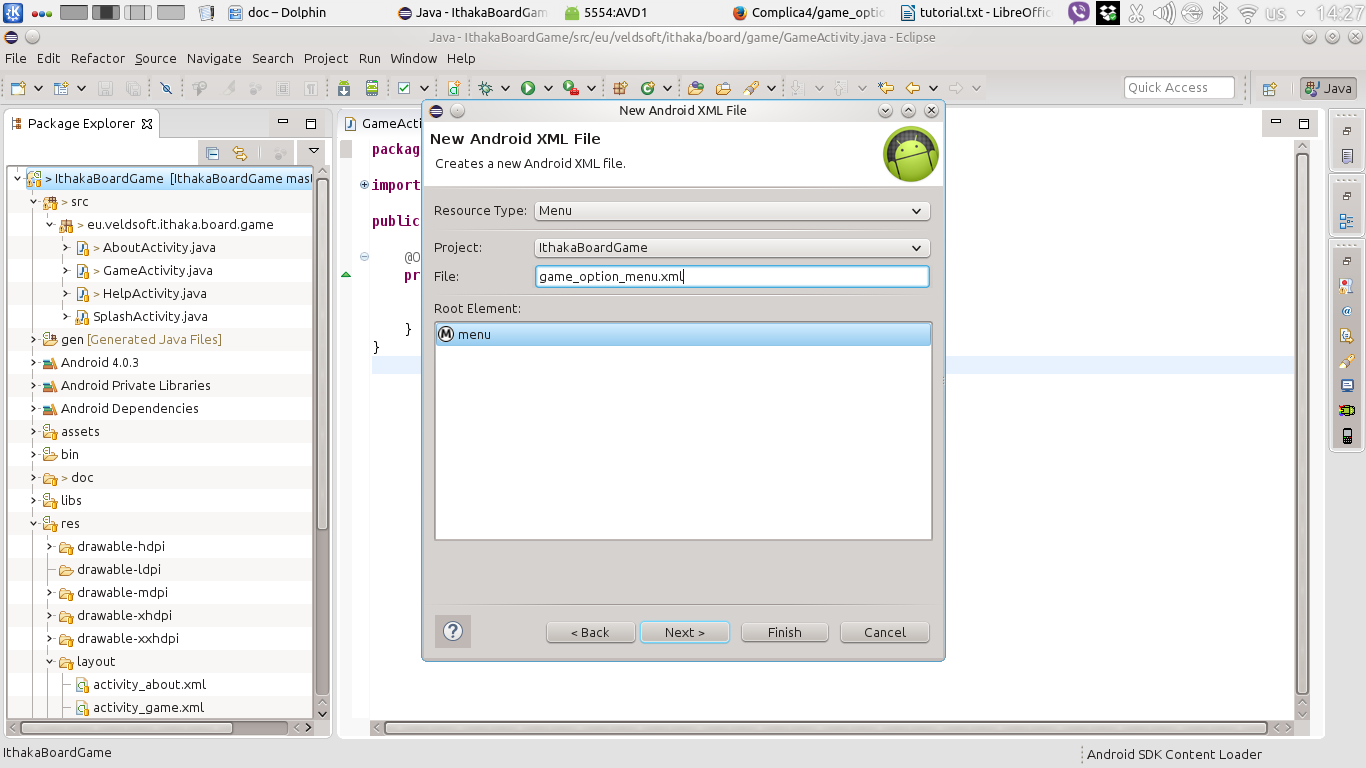 doc – Dolphin
Java - IthakaBoardGam
5554:AVD1
Complica4/game_optio
tutorial.txt - LibreOffic
us
14:27
Java - IthakaBoardGame/src/eu/veldsoft/ithaka/board/game/GameActivity.java - Eclipse
File Edit Refactor Source Navigate Search Project Run Window Help
Quick Access
Java
Package Explorer
> IthakaBoardGame [IthakaBoardGame mast
> src
> eu.veldsoft.ithaka.board.game
> AboutActivity.java
> GameActivity.java
> HelpActivity.java
SplashActivity.java
gen [Generated Java Files]
Android 4.0.3
Android Private Libraries
Android Dependencies
assets
bin
> doc
libs
res
drawable-hdpi
drawable-ldpi
drawable-mdpi
drawable-xhdpi
drawable-xxhdpi
layout
activity_about.xml
activity_game.xml
GameActi
packag
import
public
@O
pr
}
}
New Android XML File
New Android XML File
Creates a new Android XML file.
Resource Type: Menu
Project: IthakaBoardGame
File: game_option_menu.xml
Root Element:
M menu
?
< Back
Next >
Finish
Cancel
IthakaBoardGame
Android SDK Content Loader